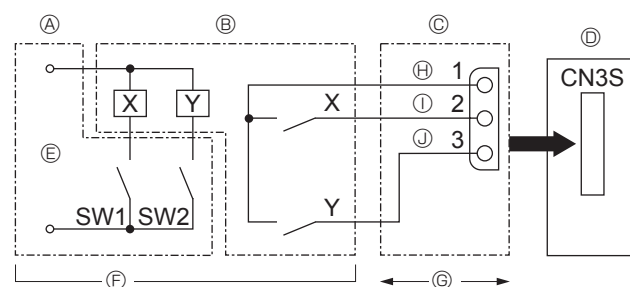 Ⓐ Ⓑ Ⓒ Ⓓ
Ⓗ 1 CN3S
X Y X Ⓘ 2
Ⓔ Ⓙ 3
SW1 SW2 Y
Ⓕ Ⓖ